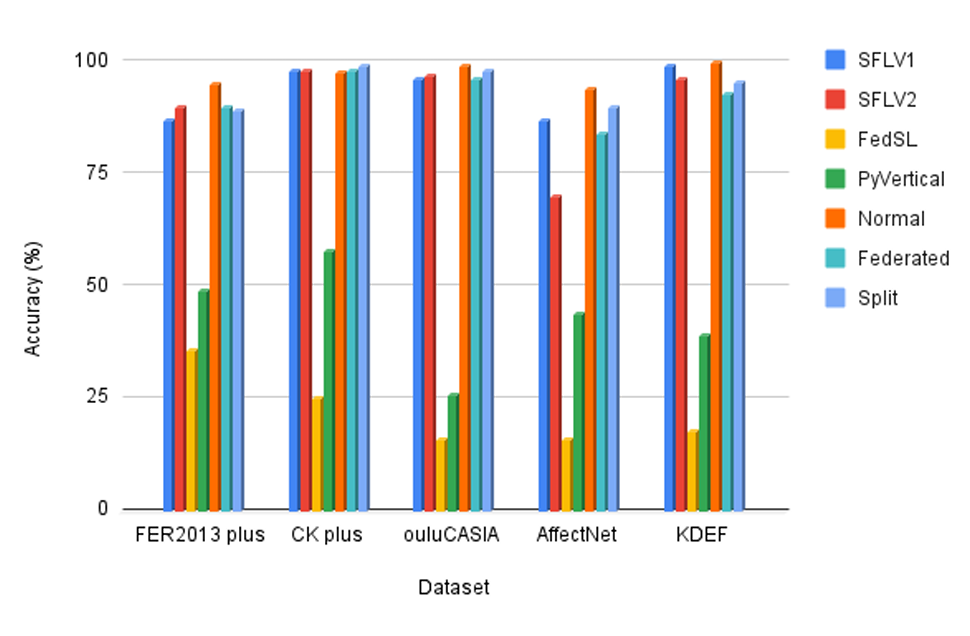 100
75
50
25
0
Accuracy (%)
FER2013 plus
CK plus
ouluCASIA
AffectNet
KDEF
Dataset
SFLV1
SFLV2
FedSL
PyVertical
Normal
Federated
Split